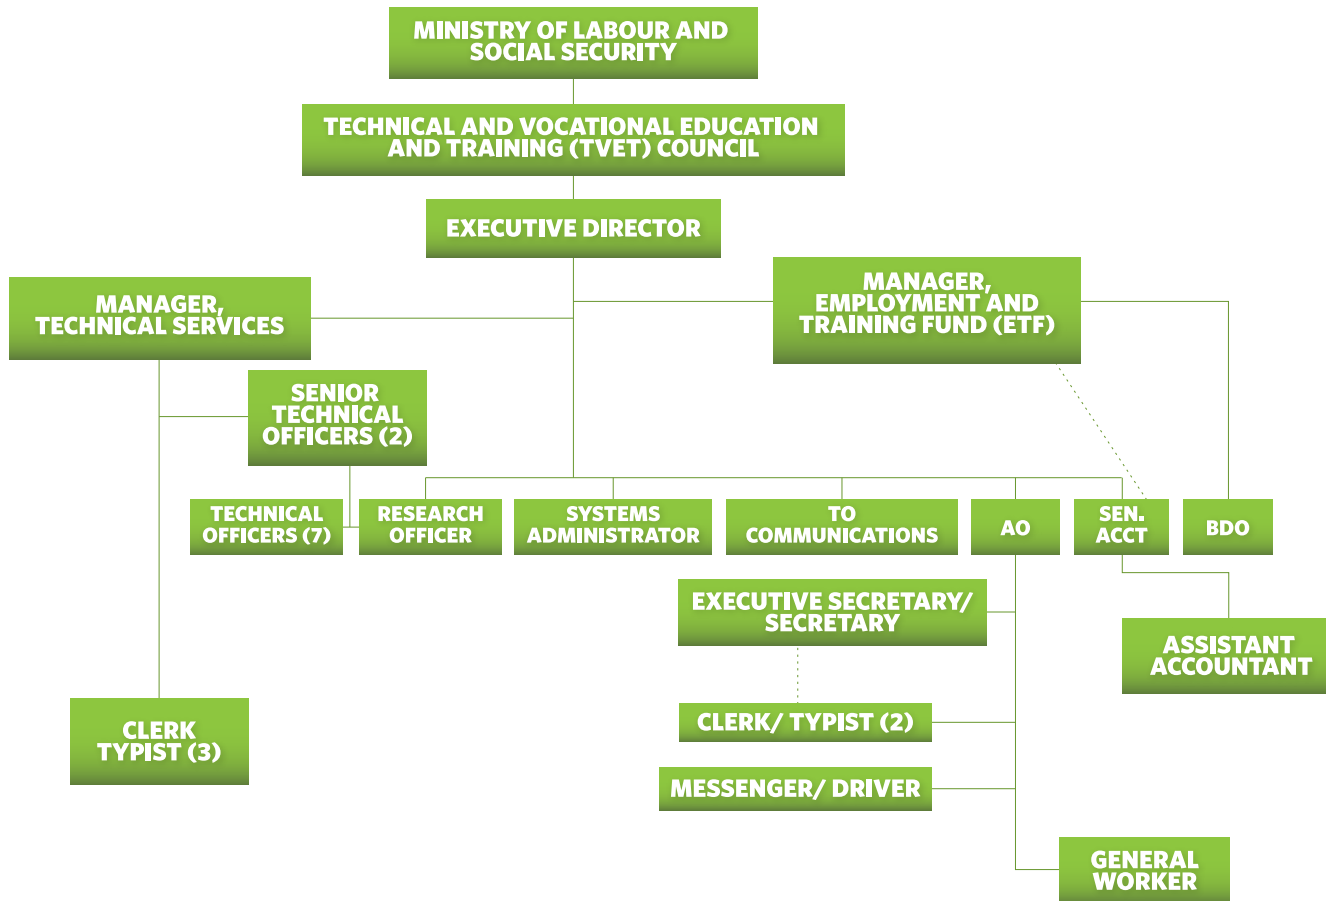 MINISTRY OF LABOUR AND
SOCIAL SECURITY
TECHNICAL AND VOCATIONAL EDUCATION
AND TRAINING (TVET) COUNCIL
EXECUTIVE DIRECTOR
MANAGER,
TECHNICAL SERVICES
MANAGER,
EMPLOYMENT AND
TRAINING FUND (ETF)
SENIOR
TECHNICAL
OFFICERS (2)
TECHNICAL
OFFICERS (7)
RESEARCH
OFFICER
SYSTEMS
ADMINISTRATOR
TO
COMMUNICATIONS
AO
SEN.
ACCT
BDO
EXECUTIVE SECRETARY/
SECRETARY
ASSISTANT
ACCOUNTANT
CLERK
TYPIST (3)
CLERK/ TYPIST (2)
MESSENGER/ DRIVER
GENERAL
WORKER